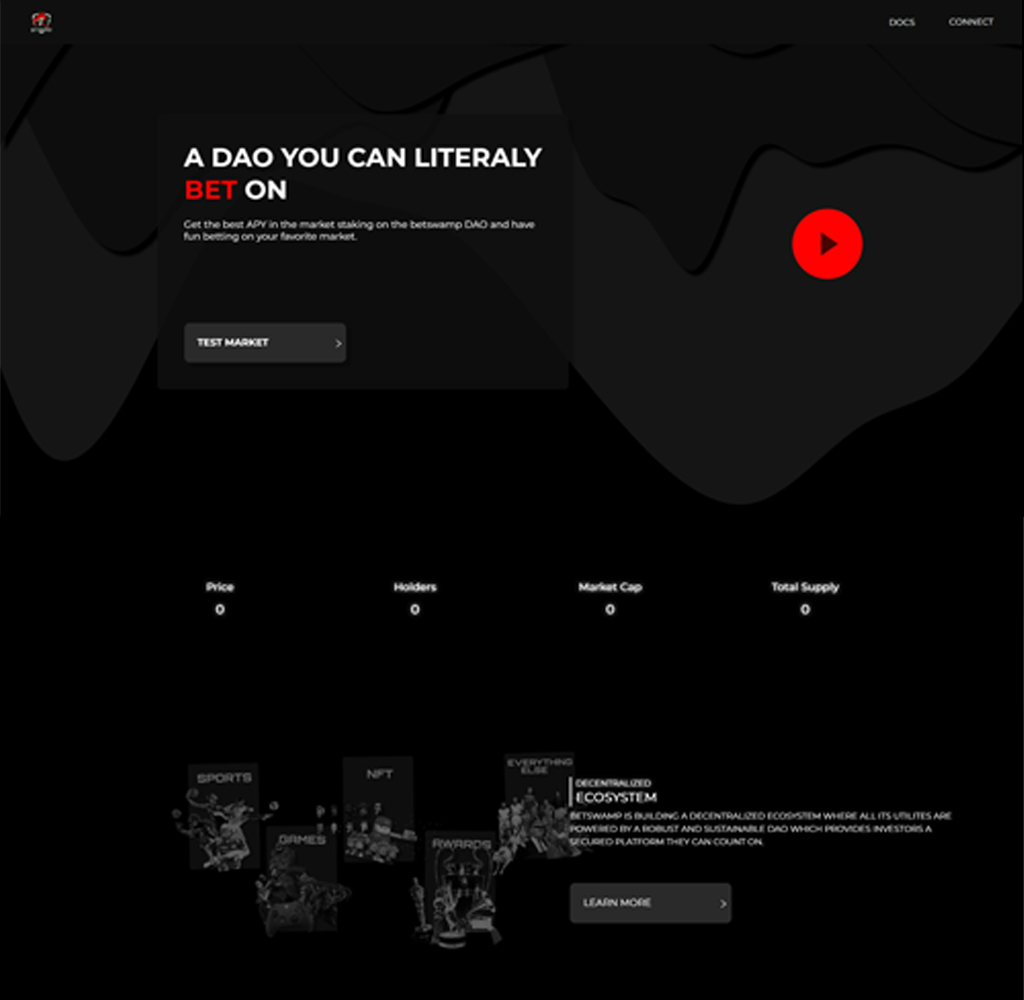 DOCS
CONNECT
A DAO YOU CAN LITERALY
BET ON
Get the best APY in the market staking on the betswamp DAO and have
fun betting on your favorite market.
TEST MARKET
Price
Holders
Market Cap
Total Supply
0
0
0
0
SPORTS
NFT
EVERYTHING
ELSE
GAMES
AWARDS
DECENTRALIZED
ECOSYSTEM
BETSWAMP IS BUILDING A DECENTRALIZED ECOSYSTEM WHERE ALL ITS UTILITES ARE
POWERED BY A ROBUST AND SUSTAINABLE DAO WHICH PROVIDES INVESTORS A
SECURED PLATFORM THEY CAN COUNT ON.
LEARN MORE